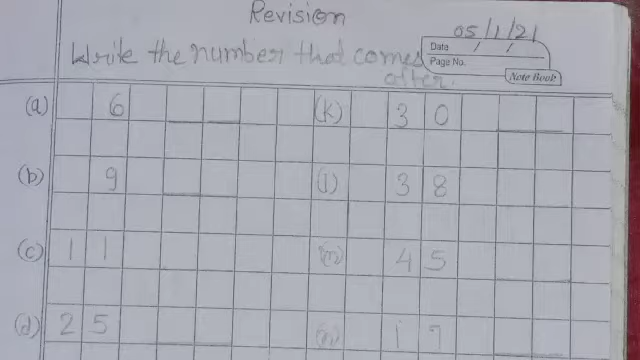 Revision
05/1/21
Date / /
Page No.
Note Book
Write the number that comes
after.
(a) 6 (k) 30
(b) 9 (l) 38
(c) 11 (m) 45
(d) 25 (n) 19